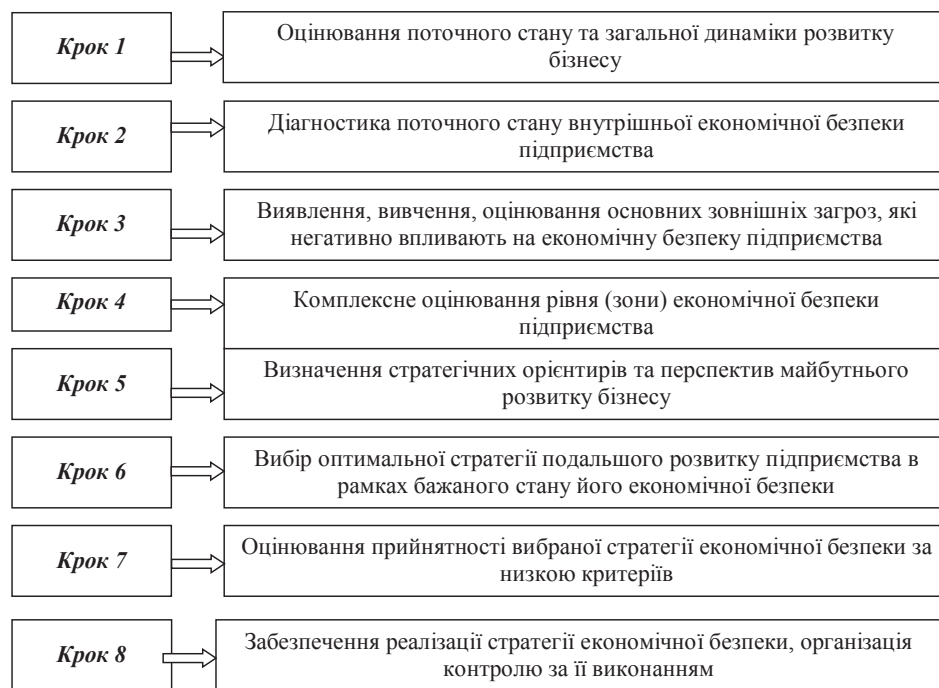 Крок 1
Оцінювання поточного стану та загальної динаміки розвитку
бізнесу
Крок 2
Діагностика поточного стану внутрішньої економічної безпеки
підприємства
Крок 3
Виявлення, вивчення, оцінювання основних зовнішніх загроз, які
негативно впливають на економічну безпеку підприємства
Крок 4
Комплексне оцінювання рівня (зони) економічної безпеки
підприємства
Крок 5
Визначення стратегічних орієнтирів та перспектив майбутнього
розвитку бізнесу
Крок 6
Вибір оптимальної стратегії подальшого розвитку підприємства в
рамках бажаного стану його економічної безпеки
Крок 7
Оцінювання прийнятності вибраної стратегії економічної безпеки за
низкою критеріїв
Крок 8
Забезпечення реалізації стратегії економічної безпеки, організація
контролю за її виконанням